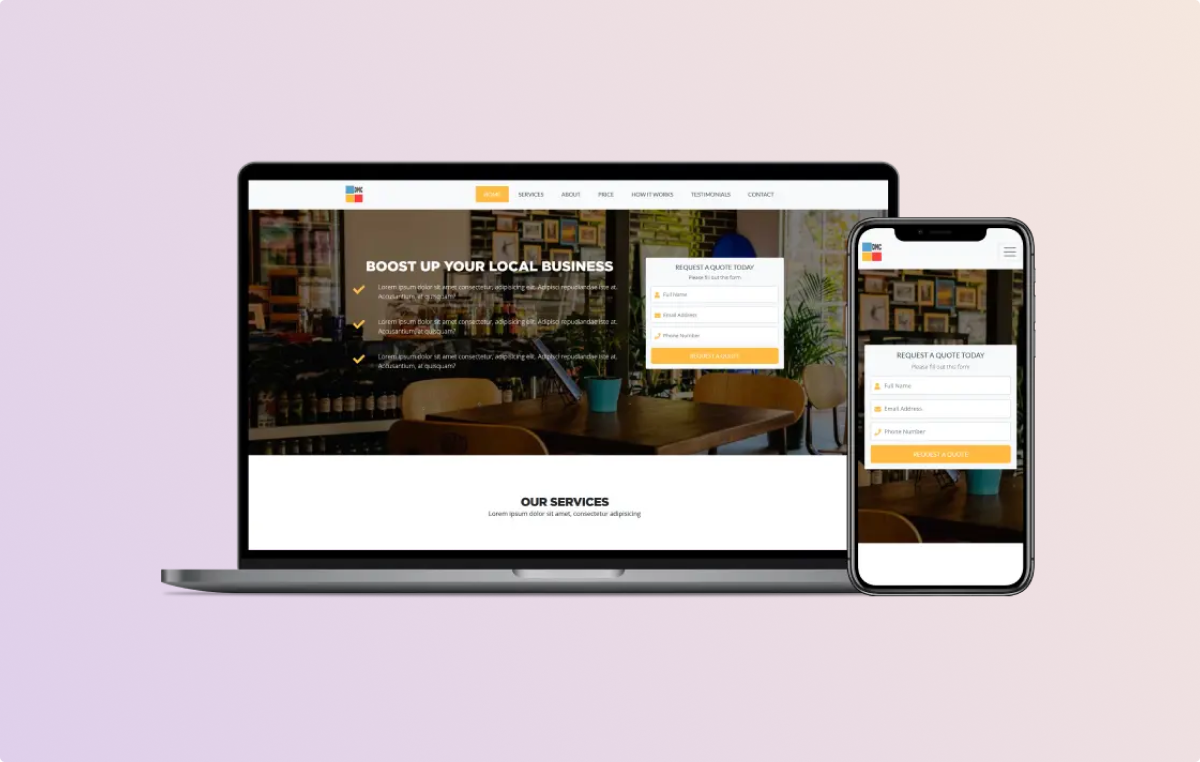 DMC
HOME
SERVICES
ABOUT
PRICE
HOW IT WORKS
TESTIMONIALS
CONTACT
BOOST UP YOUR LOCAL BUSINESS
Lorem ipsum dolor sit amet consectetur, adipisicing elit. Adipisci repudiandae iste at.
Accusantium, at quisquam?
Lorem ipsum dolor sit amet consectetur, adipisicing elit. Adipisci repudiandae iste at.
Accusantium, at quisquam?
Lorem ipsum dolor sit amet consectetur, adipisicing elit. Adipisci repudiandae iste at.
Accusantium, at quisquam?
REQUEST A QUOTE TODAY
Please fill out this form
Full Name
Email Address
Phone Number
REQUEST A QUOTE
OUR SERVICES
Lorem ipsum dolor sit amet, consectetur adipisicing
DMC
REQUEST A QUOTE TODAY
Please fill out this form
Full Name
Email Address
Phone Number
REQUEST A QUOTE